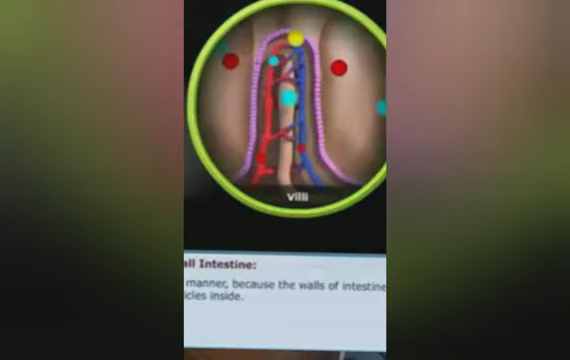 Villi
all Intestine:
manner, because the walls of intestine
icles inside.